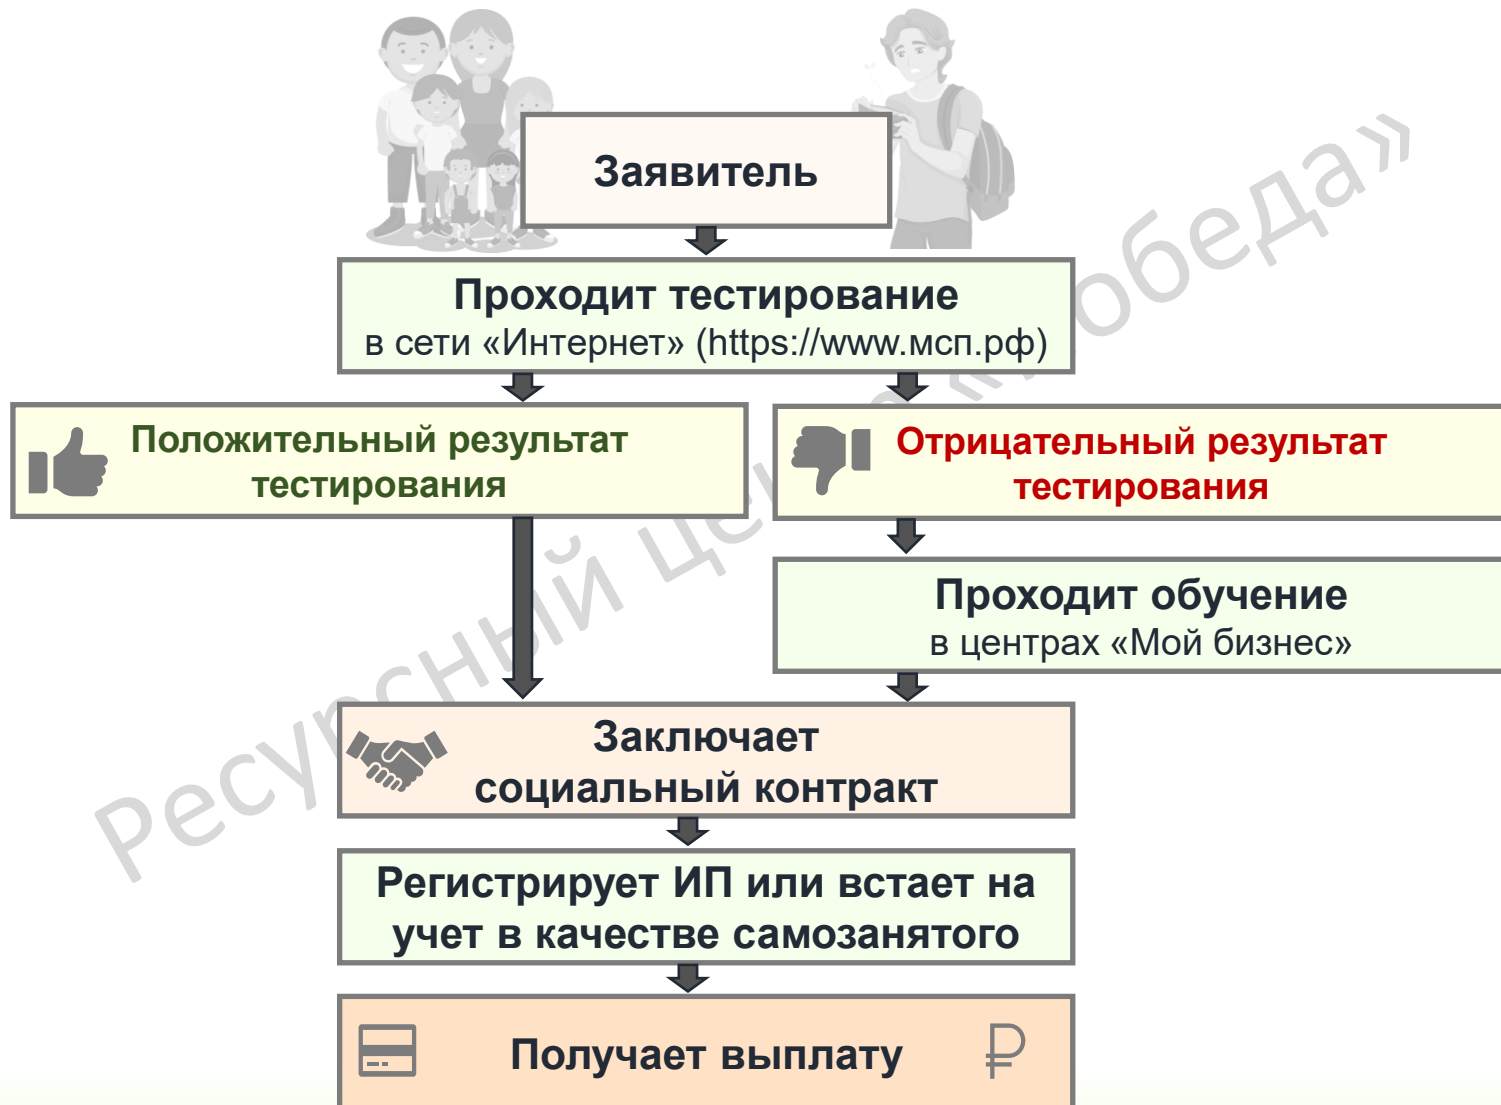 Заявитель
Проходит тестирование
в сети «Интернет» (https://www.мсп.рф)
Положительный результат
тестирования
Отрицательный результат
тестирования
Проходит обучение
в центрах «Мой бизнес»
Заключает
социальный контракт
Регистрирует ИП или встает на
учет в качестве самозанятого
Получает выплату
Ресурсный